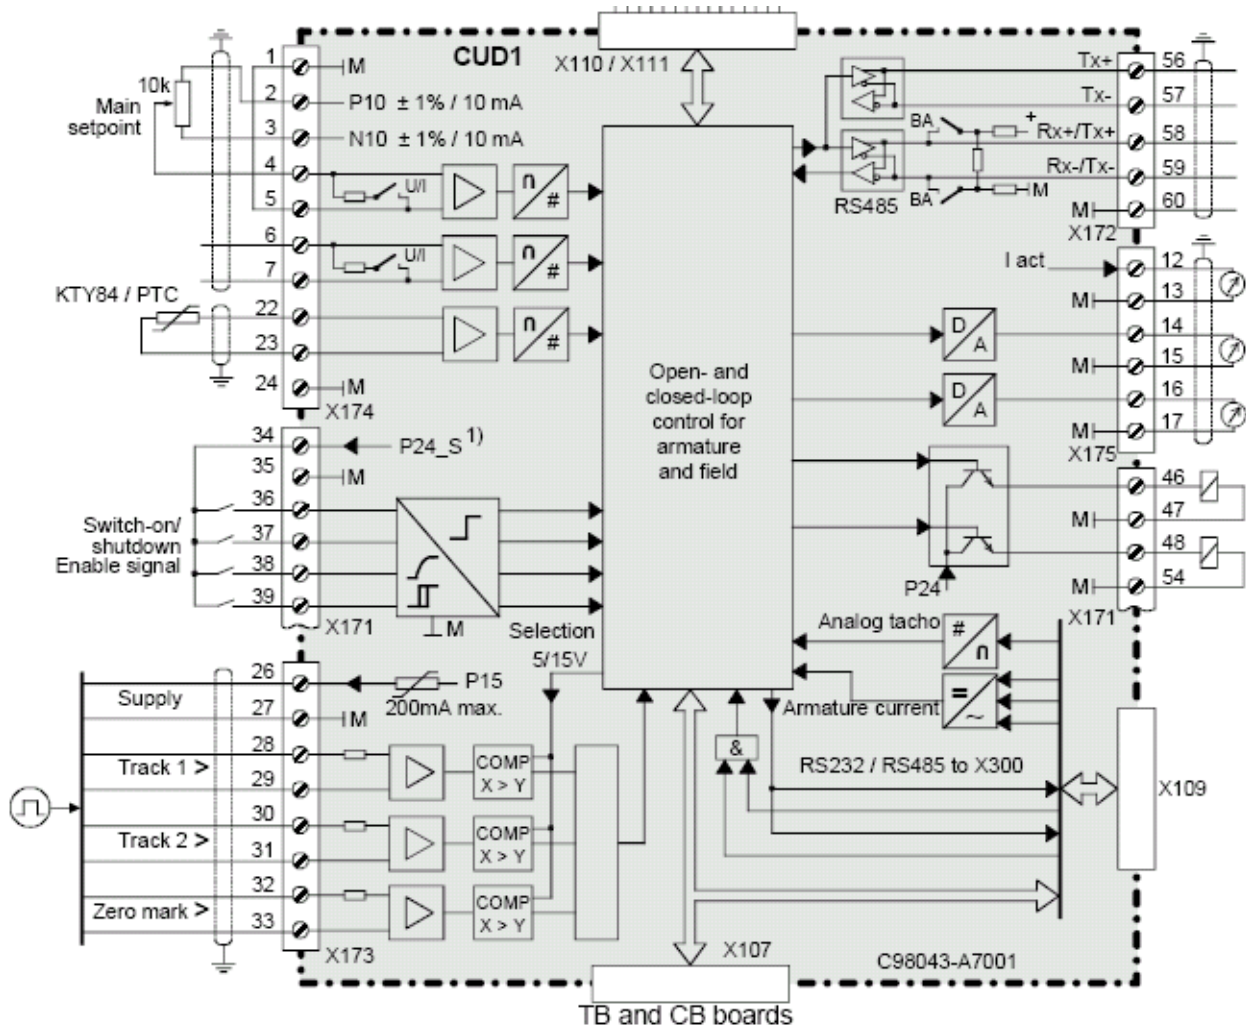 CUD1
X110 / X111
1
M
10k
2
P10 ± 1% / 10 mA
Main
setpoint
3
N10 ± 1% / 10 mA
4
U/I
n
#
5
6
U/I
n
#
7
KTY84 / PTC
22
n
#
23
24
M
X174
34
P24_S 1)
35
M
36
Switch-on/
shutdown
Enable signal
37
38
39
X171
M
Selection
5/15V
26
P15
Supply
200mA max.
27
M
28
Track 1 >
COMP
X > Y
29
30
Track 2 >
COMP
X > Y
31
32
Zero mark >
COMP
X > Y
33
X173
Open- and
closed-loop
control for
armature
and field
Tx+
56
Tx-
57
BA
+
Rx+/Tx+
58
Rx-/Tx-
59
RS485
BA
M
M
60
X172
I act
12
M
13
D
A
14
M
15
D
A
16
M
17
X175
46
M
47
48
P24
M
54
X171
Analog tacho
#
n
Armature current
=
~
&
RS232 / RS485 to X300
X109
X107
C98043-A7001
TB and CB boards